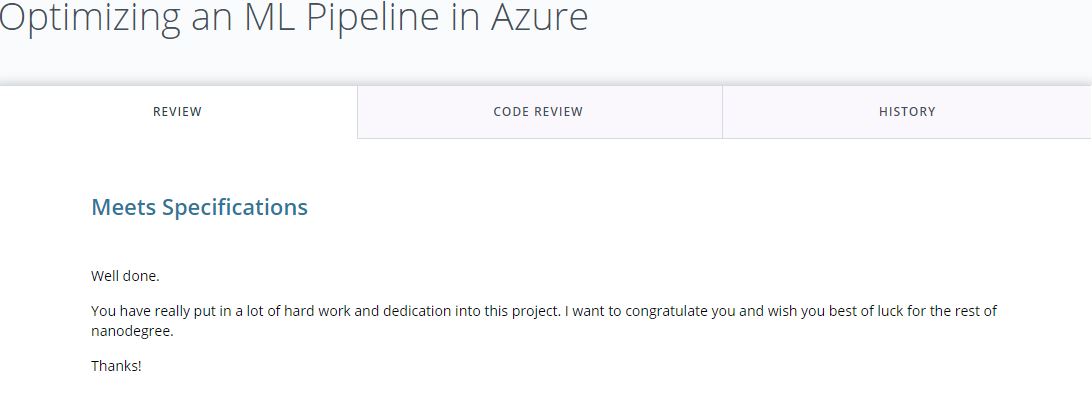 Optimizing an ML Pipeline in Azure
REVIEW
CODE REVIEW
HISTORY
Meets Specifications
Well done.
You have really put in a lot of hard work and dedication into this project. I want to congratulate you and wish you best of luck for the rest of
nanodegree.
Thanks!